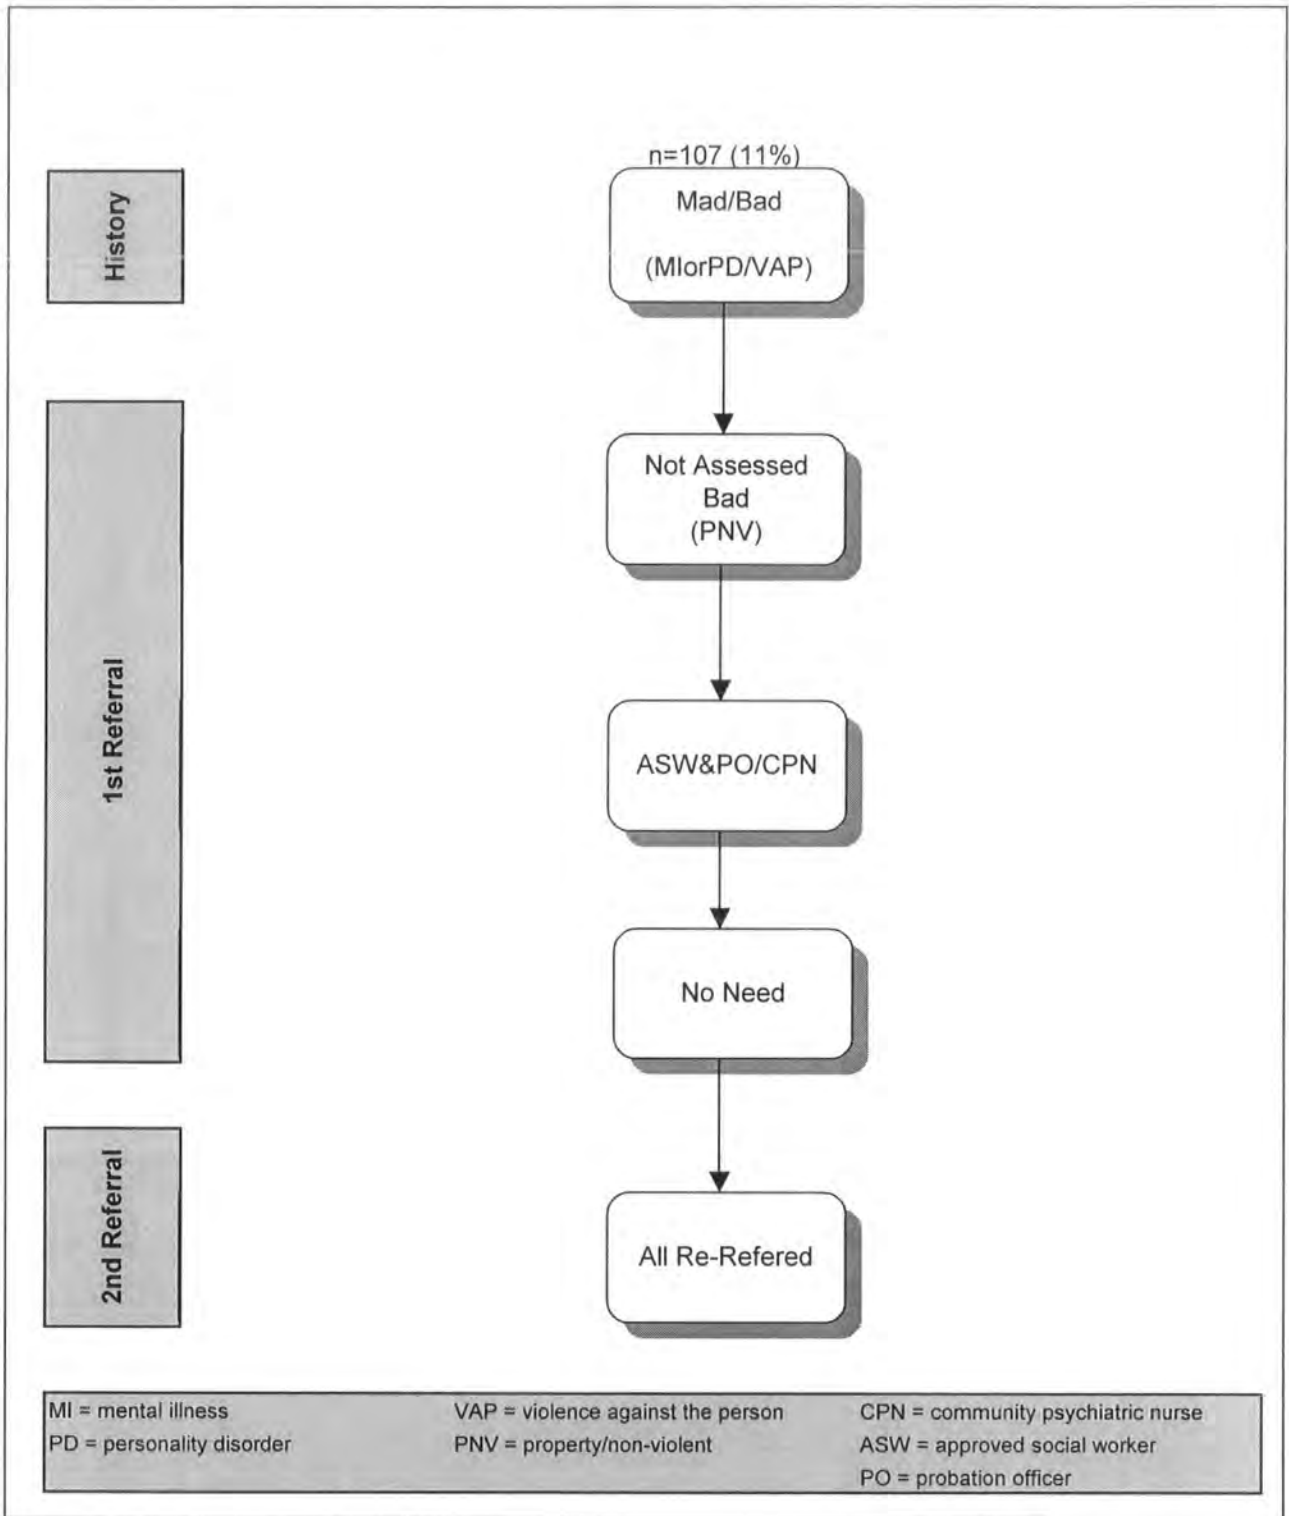 n=107 (11%)
History
Mad/Bad
(MIorPD/VAP)
1st Referral
Not Assessed
Bad
(PNV)
ASW&PO/CPN
No Need
2nd Referral
All Re-Refered
MI = mental illness
PD = personality disorder
VAP = violence against the person
PNV = property/non-violent
CPN = community psychiatric nurse
ASW = approved social worker
PO = probation officer